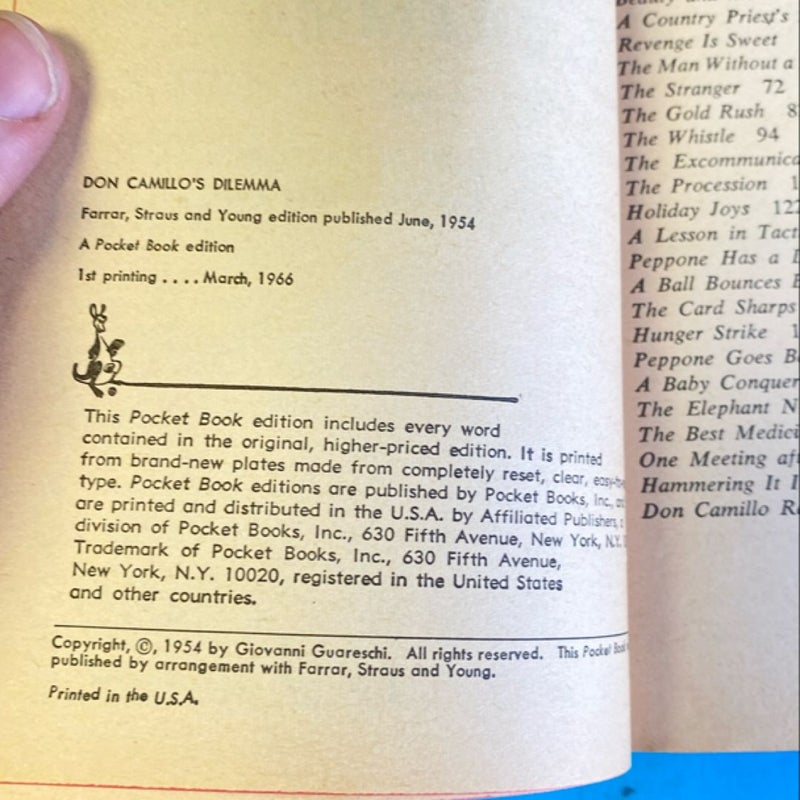 DON CAMILLO'S DILEMMA
Farrar, Straus and Young edition published June, 1954
A Pocket Book edition
1st printing . . . . March, 1966
This Pocket Book edition includes every word
contained in the original, higher-priced edition. It is printed
from brand-new plates made from completely reset, clear,
type. Pocket Book editions are published by Pocket Books, Inc.,
are printed and distributed in the U.S.A. by Affiliated Publishers,
division of Pocket Books, Inc., 630 Fifth Avenue, New York, N.Y.
Trademark of Pocket Books, Inc., 630 Fifth Avenue,
New York, N.Y. 10020, registered in the United States
and other countries.
Copyright, ©, 1954 by Giovanni Guareschi. All rights reserved. This Pocket Book
published by arrangement with Farrar, Straus and Young.
Printed in the U.S.A.
A Country Priest's
Revenge Is Sweet
The Man Without a
The Stranger 72
The Gold Rush
The Whistle 94
The
The Procession
Holiday Joys
A Lesson in
Peppone Has a
A Ball Bounces
The Card Sharps
Hunger Strike
Peppone Goes
A Baby
The Elephant
The Best
One Meeting
Hammering It
Don Camillo